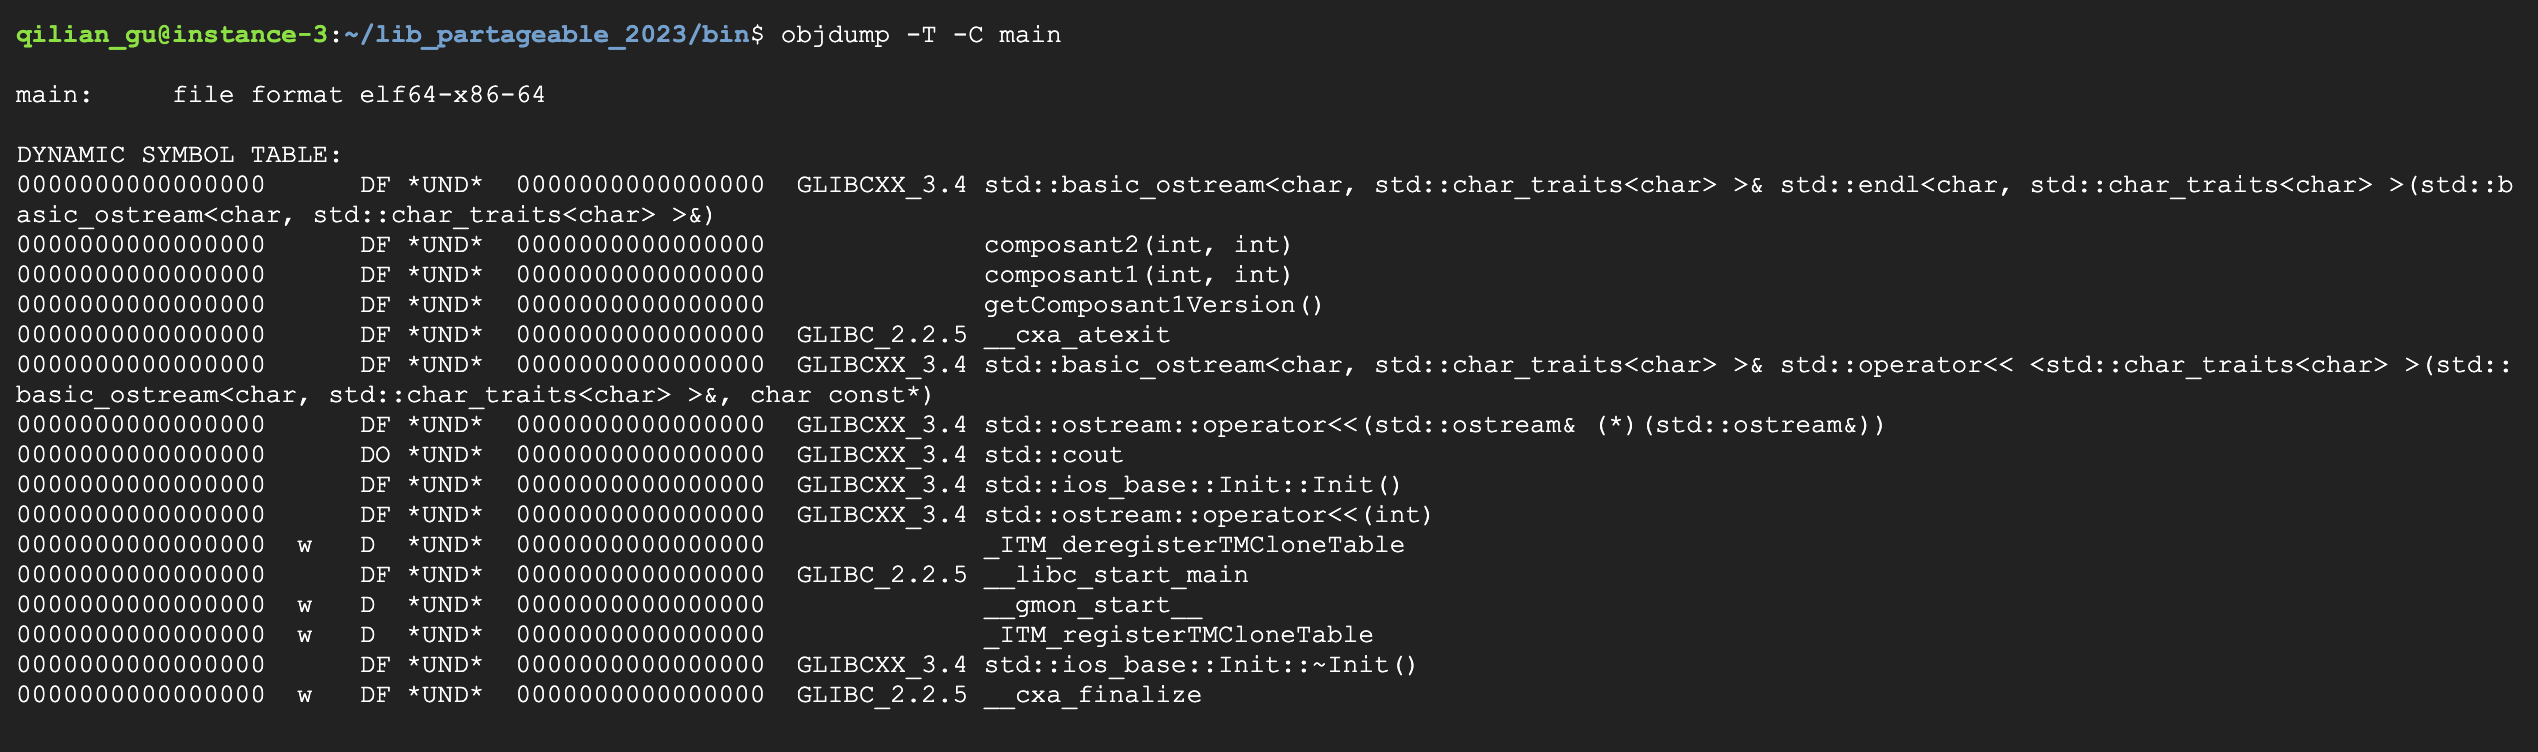 qilian_gu@instance-3:~/lib_partageable_2023/bin$ objdump -T -C main
main:     file format elf64-x86-64
DYNAMIC SYMBOL TABLE:
0000000000000000      DF *UND*  0000000000000000  GLIBCXX_3.4 std::basic_ostream<char, std::char_traits<char> >& std::endl<char, std::char_traits<char> >(std::b
asic_ostream<char, std::char_traits<char> >&)
0000000000000000      DF *UND*  0000000000000000              composant2(int, int)
0000000000000000      DF *UND*  0000000000000000              composant1(int, int)
0000000000000000      DF *UND*  0000000000000000              getComposant1Version()
0000000000000000      DF *UND*  0000000000000000  GLIBC_2.2.5 __cxa_atexit
0000000000000000      DF *UND*  0000000000000000  GLIBCXX_3.4 std::basic_ostream<char, std::char_traits<char> >& std::operator<< <std::char_traits<char> >(std::
basic_ostream<char, std::char_traits<char> >&, char const*)
0000000000000000      DF *UND*  0000000000000000  GLIBCXX_3.4 std::ostream::operator<<(std::ostream& (*)(std::ostream&))
0000000000000000      DO *UND*  0000000000000000  GLIBCXX_3.4 std::cout
0000000000000000      DF *UND*  0000000000000000  GLIBCXX_3.4 std::ios_base::Init::Init()
0000000000000000      DF *UND*  0000000000000000  GLIBCXX_3.4 std::ostream::operator<<(int)
0000000000000000  w   D  *UND*  0000000000000000              _ITM_deregisterTMCloneTable
0000000000000000      DF *UND*  0000000000000000  GLIBC_2.2.5 __libc_start_main
0000000000000000  w   D  *UND*  0000000000000000              __gmon_start__
0000000000000000  w   D  *UND*  0000000000000000              _ITM_registerTMCloneTable
0000000000000000      DF *UND*  0000000000000000  GLIBCXX_3.4 std::ios_base::Init::~Init()
0000000000000000  w   DF *UND*  0000000000000000  GLIBC_2.2.5 __cxa_finalize